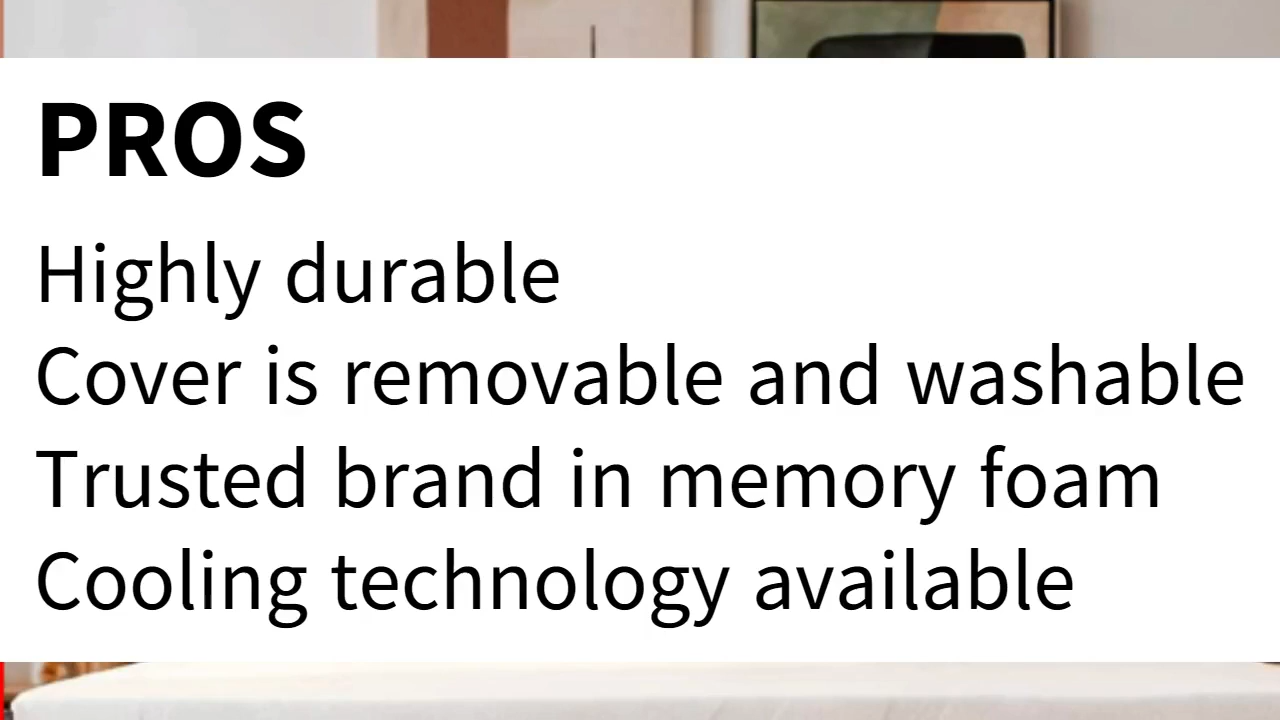 PROS
Highly durable
Cover is removable and washable
Trusted brand in memory foam
Cooling technology available